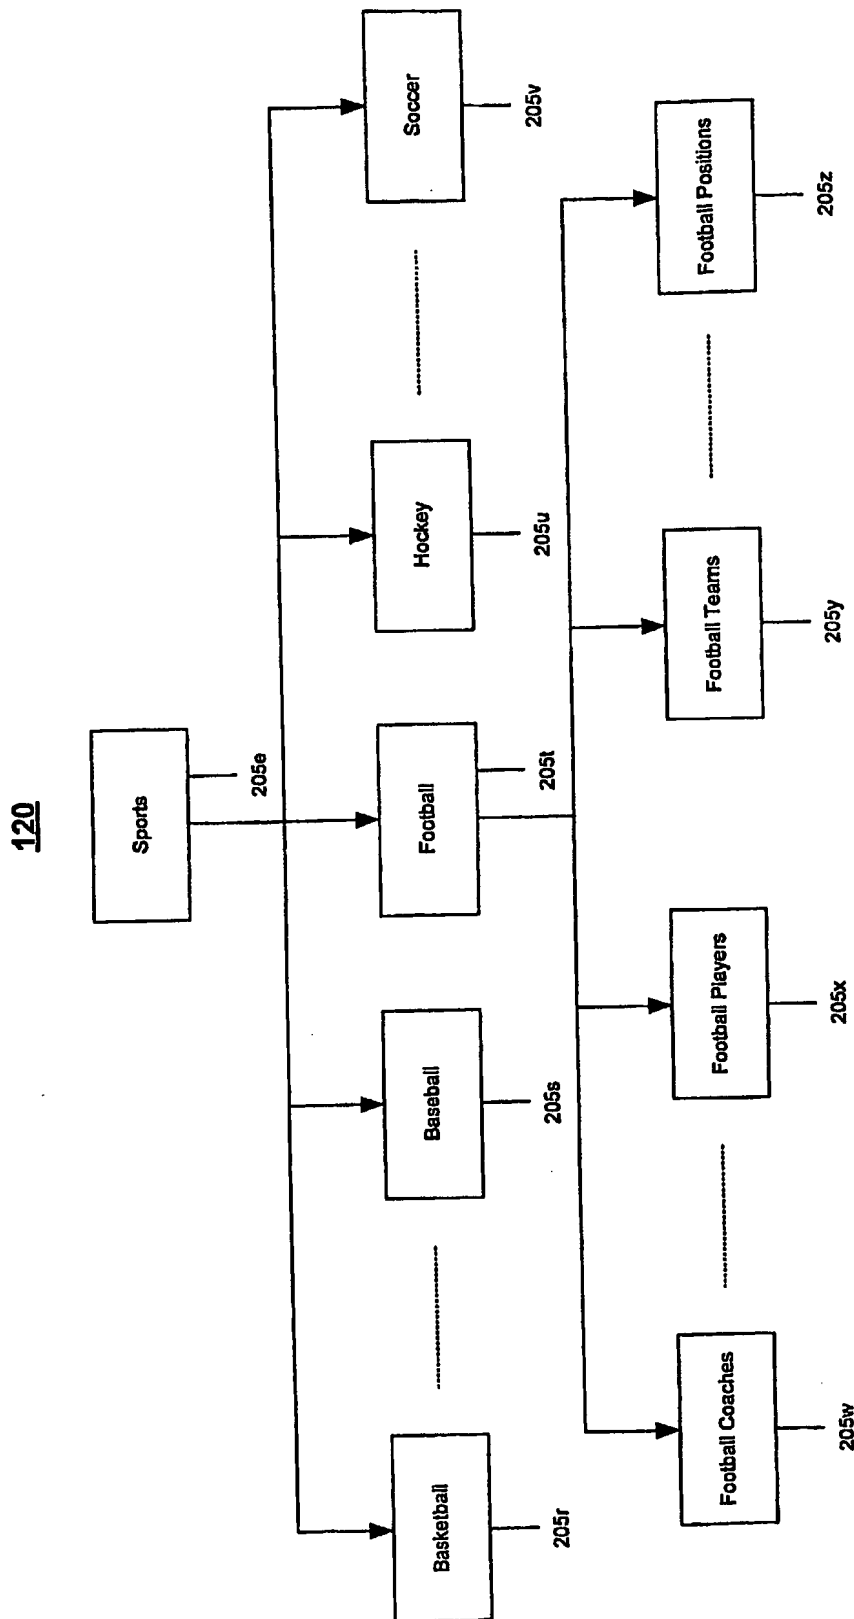 120
Sports
205e
Basketball
205r
Baseball
205s
Football
205t
Hockey
205u
Soccer
205v
Football Coaches
205w
Football Players
205x
Football Teams
205y
Football Positions
205z